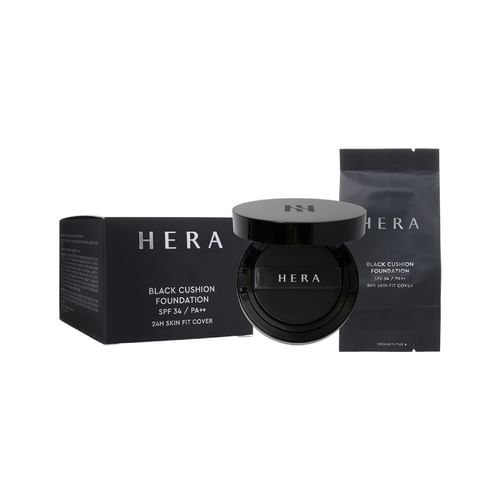 HERA
BLACK CUSHION
FOUNDATION
SPF 34 / PA++
24H SKIN FIT COVER
HERA
HERA
BLACK CUSHION
FOUNDATION
SPF 34 / PA++
24H SKIN FIT COVER